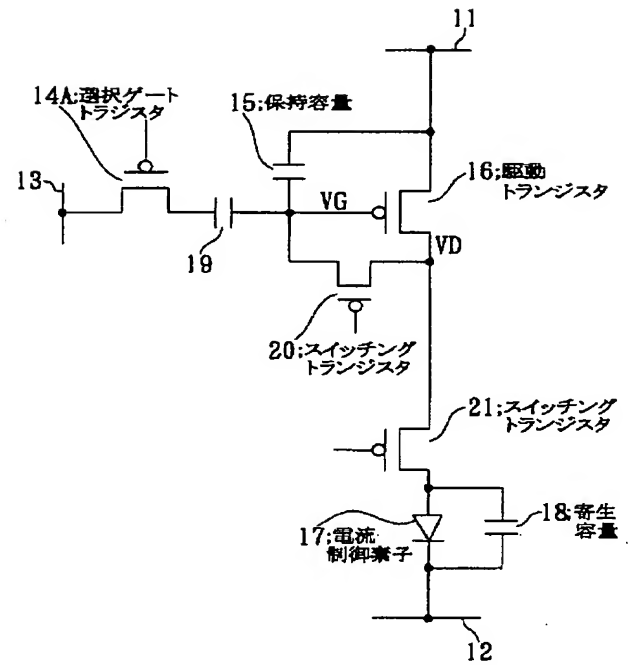 11
14A;選択ゲート
トラジスタ
15;保持容量
13
VG
16;駆動
トランジスタ
19
VD
20;スイッチング
トランジスタ
21;スイッチング
トランジスタ
17;電流
制御素子
18;寄生
容量
12